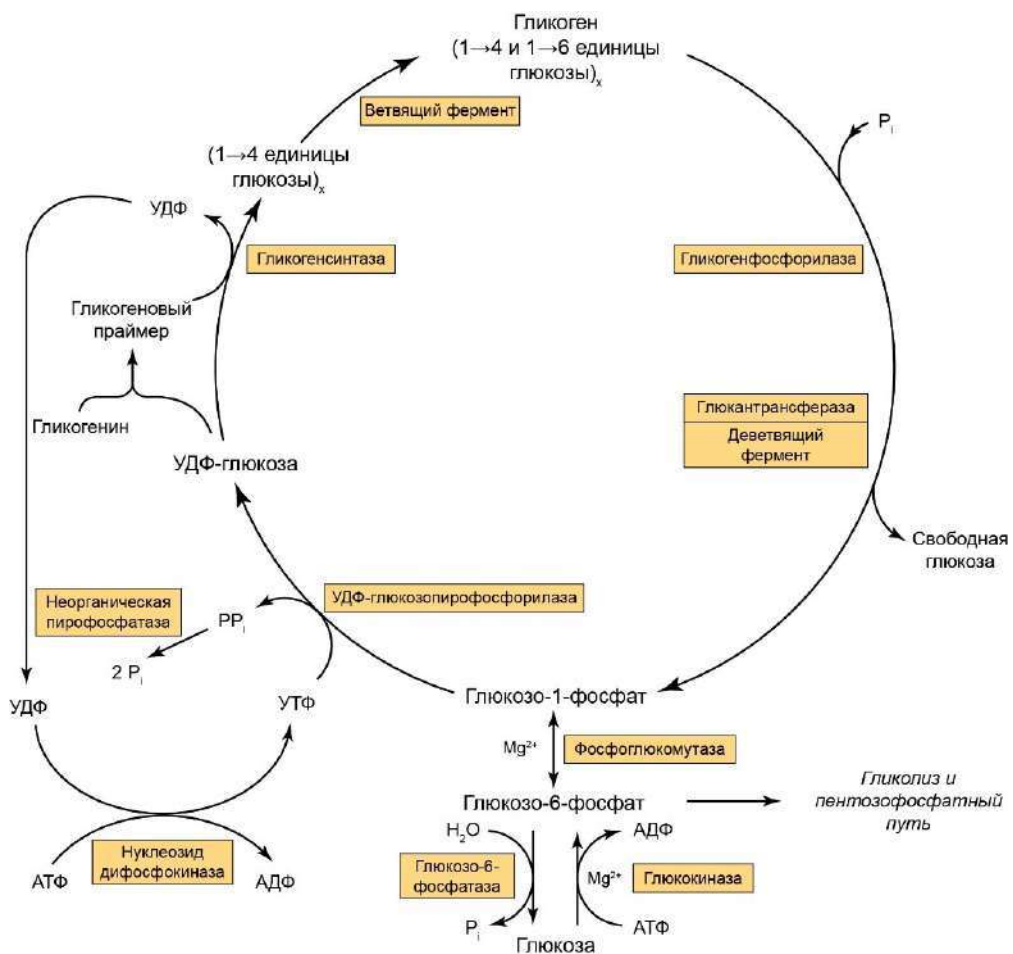 Гликоген
(1→4 и 1→6 единицы
глюкозы)x
Ветвящий фермент
Pi
(1→4 единицы
глюкозы)x
УДФ
Гликогенсинтаза
Гликогенфосфорилаза
Гликогеновый
праймер
Глюкантрансфераза
Деветвящий
фермент
Гликогенин
УДФ-глюкоза
Свободная
глюкоза
Неорганическая
пирофосфатаза
УДФ-глюкозопирофосфорилаза
PPi
2 Pi
УДФ
УТФ
Глюкозо-1-фосфат
Mg2+
Фосфоглюкомутаза
Глюкозо-6-фосфат
Гликолиз и
пентозофосфатный
путь
H2O
АДФ
Нуклеозид
дифосфокиназа
АТФ
АДФ
Глюкозо-6-
фосфатаза
Mg2+
Глюкокиназа
Pi
АТФ
Глюкоза